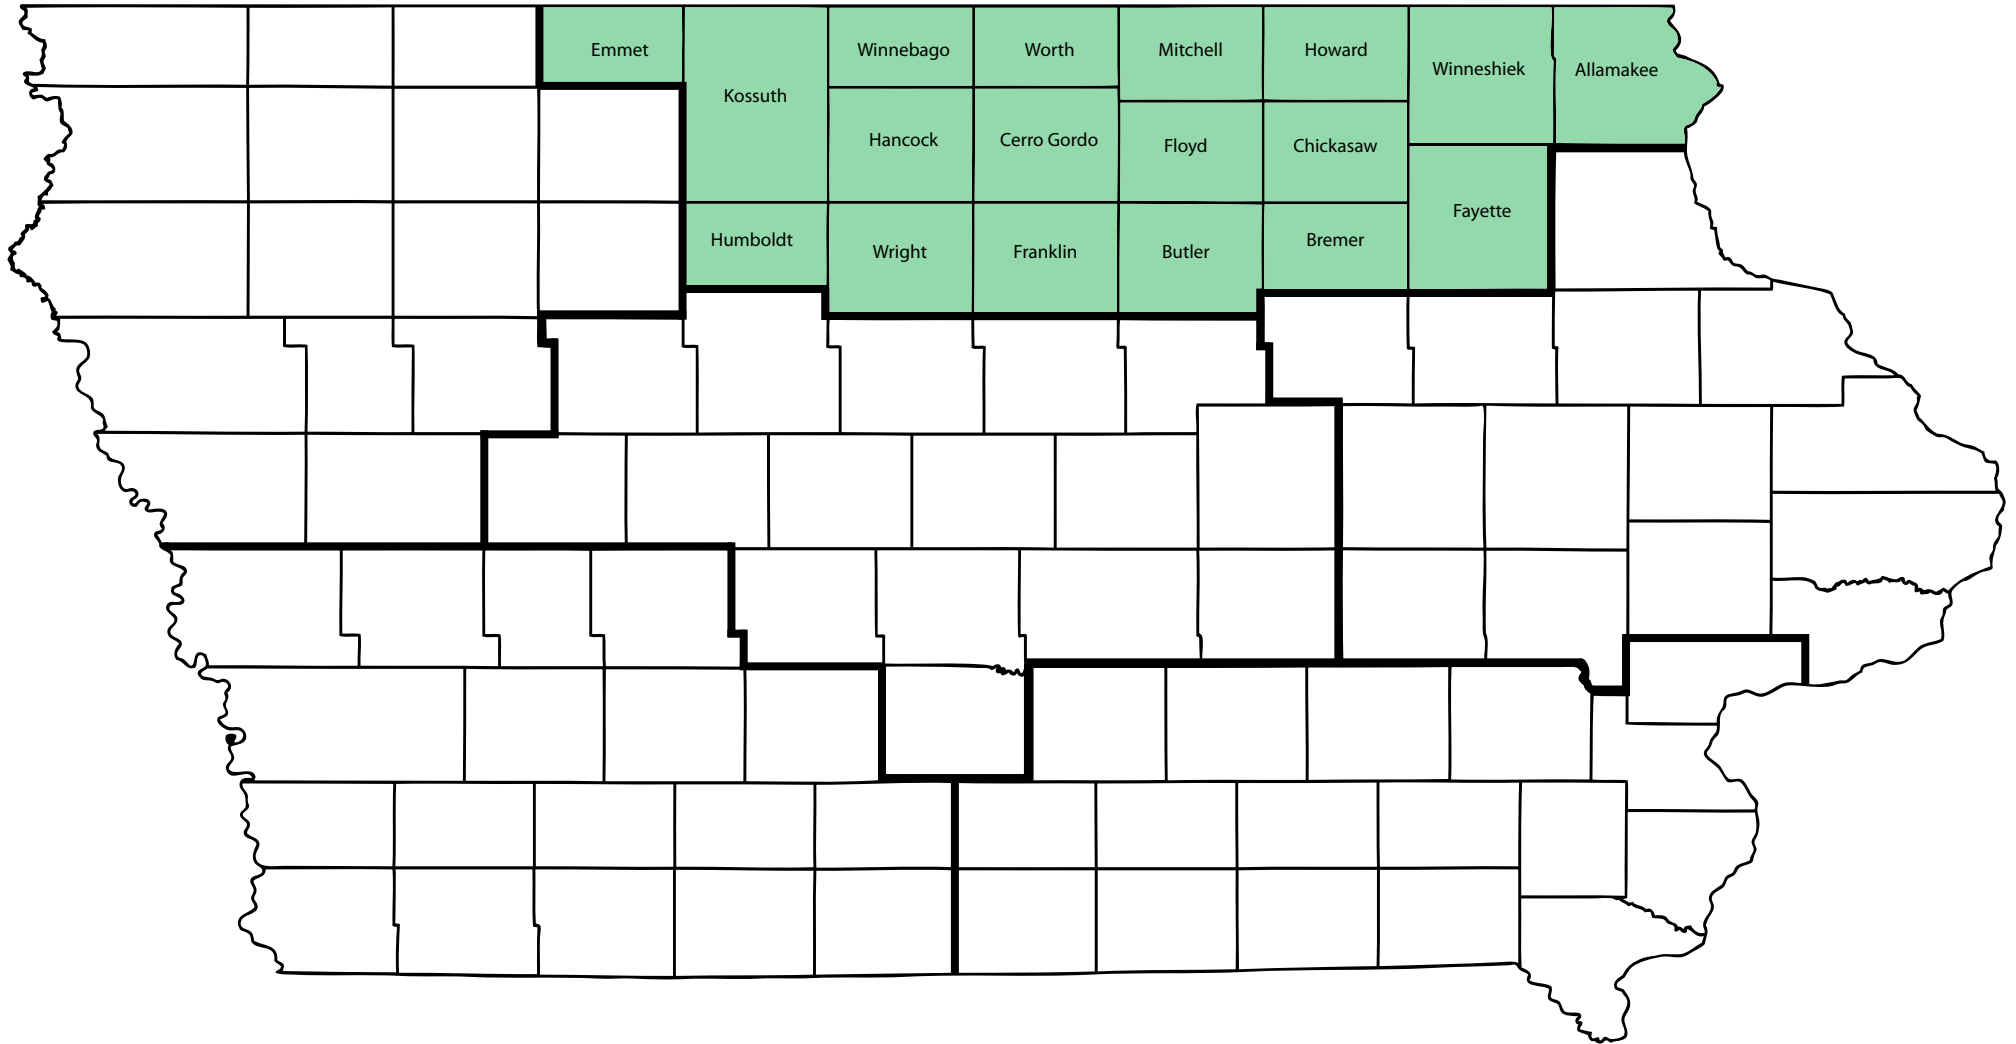 Emmet
Winnebago
Worth
Mitchell
Howard
Winneshiek
Allamakee
Kossuth
Hancock
Cerro Gordo
Floyd
Chickasaw
Fayette
Humboldt
Wright
Franklin
Butler
Bremer